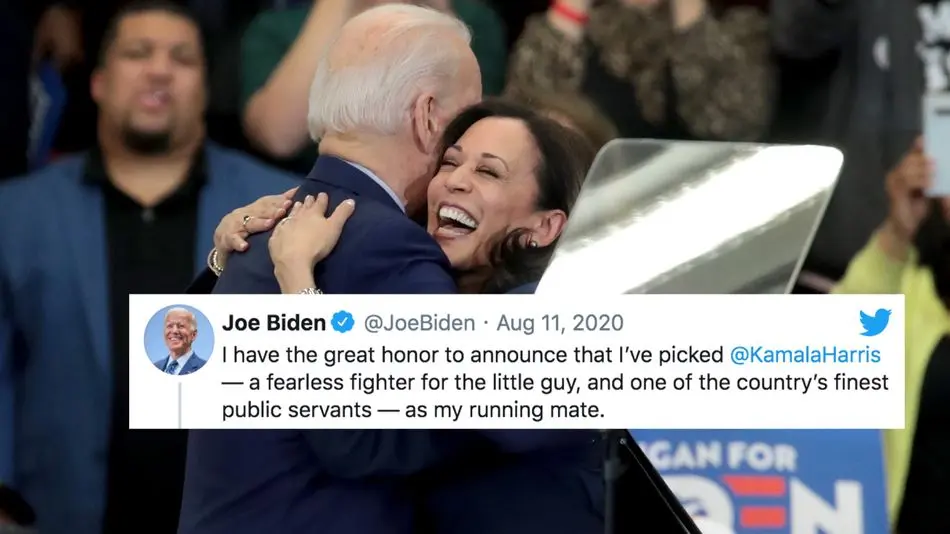 Joe Biden @JoeBiden · Aug 11, 2020
I have the great honor to announce that I’ve picked @KamalaHarris
— a fearless fighter for the little guy, and one of the country’s finest
public servants — as my running mate.
GAN FOR
EN